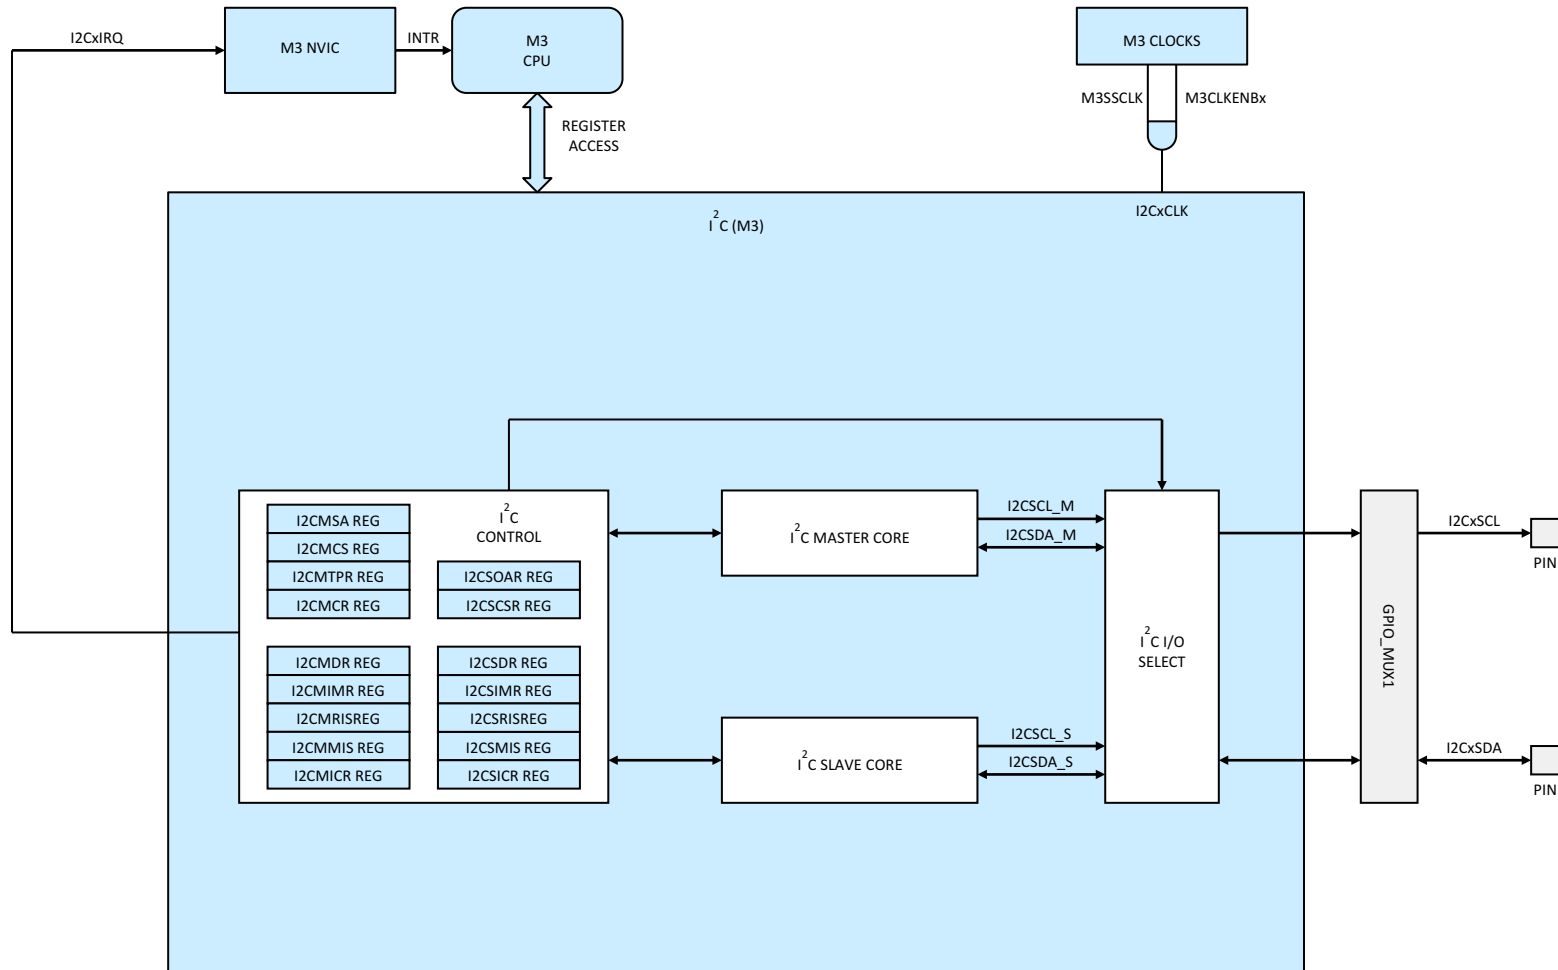 I2CxIRQ
M3 NVIC
INTR
M3
CPU
M3 CLOCKS
M3SSCLK
M3CLKENBx
REGISTER
ACCESS
I2CxCLK
I²C (M3)
I²C
CONTROL
I2CMSA REG
I2CMCS REG
I2CMTPR REG
I2CMCR REG
I2CSOAR REG
I2CSCSR REG
I2CMDR REG
I2CMIMR REG
I2CMRISREG
I2CMMIS REG
I2CMICR REG
I2CSDR REG
I2CSIMR REG
I2CSRISREG
I2CSMIS REG
I2CSICR REG
I²C MASTER CORE
I2CSCL_M
I2CSDA_M
I²C SLAVE CORE
I2CSCL_S
I2CSDA_S
I²C I/O
SELECT
GPIO_MUX1
I2CxSCL
PIN
I2CxSDA
PIN